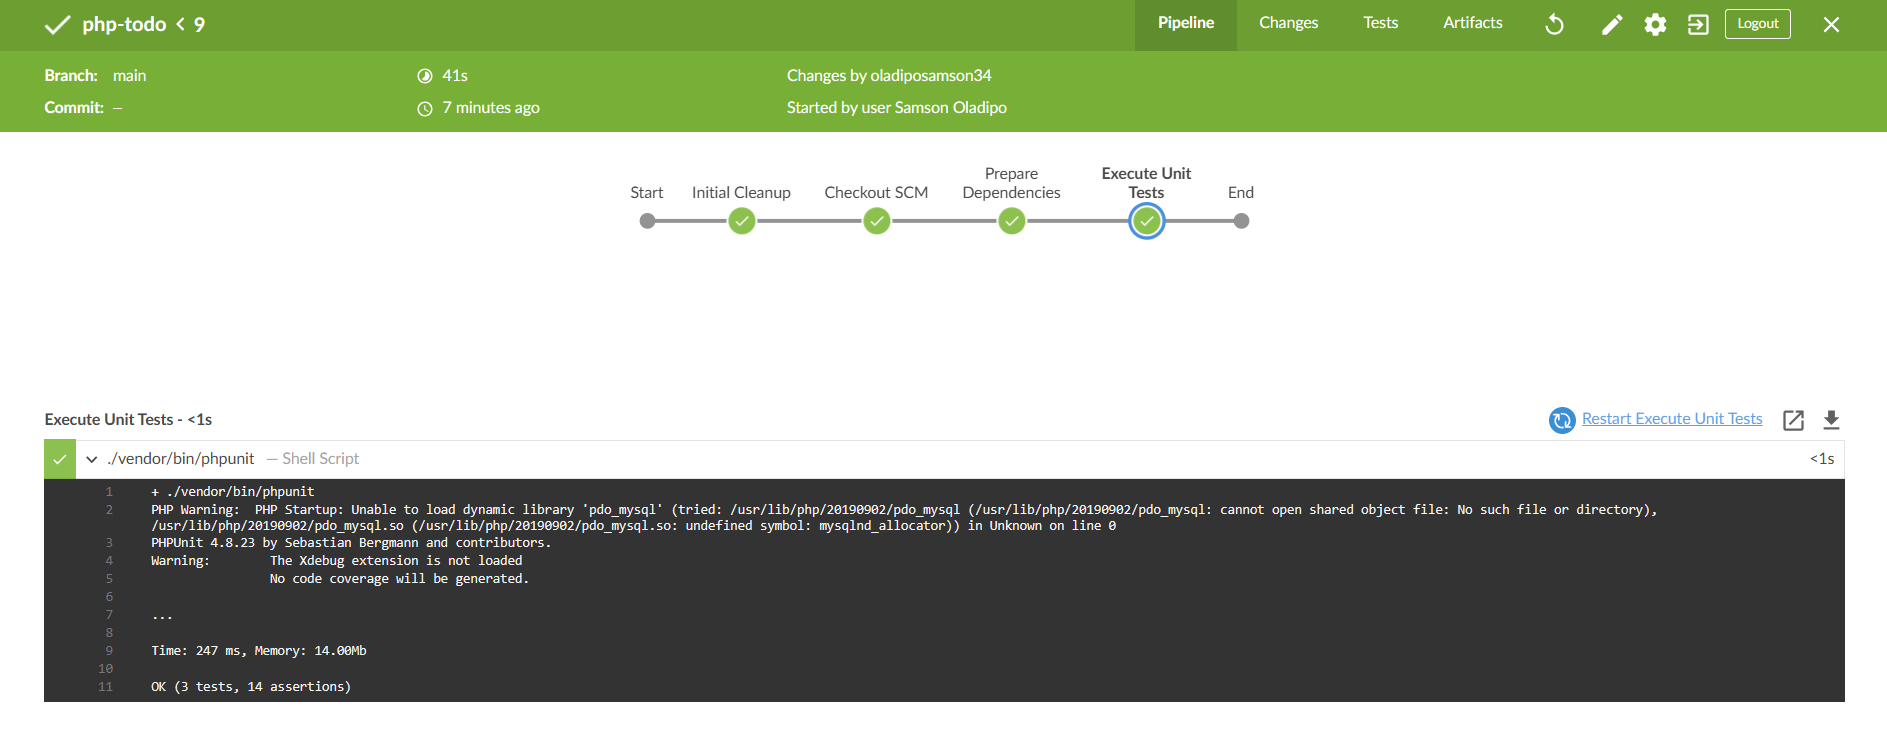 php-todo < 9
Pipeline
Changes
Tests
Artifacts
Logout
Branch: main
41s
Changes by oladiposamson34
Commit: –
7 minutes ago
Started by user Samson Oladipo
Start
Initial Cleanup
Checkout SCM
Prepare
Dependencies
Execute Unit
Tests
End
Execute Unit Tests - <1s
Restart Execute Unit Tests
./vendor/bin/phpunit — Shell Script
<1s
1 + ./vendor/bin/phpunit
2 PHP Warning:  PHP Startup: Unable to load dynamic library 'pdo_mysql' (tried: /usr/lib/php/20190902/pdo_mysql (/usr/lib/php/20190902/pdo_mysql: cannot open shared object file: No such file or directory),
/usr/lib/php/20190902/pdo_mysql.so (/usr/lib/php/20190902/pdo_mysql.so: undefined symbol: mysqlnd_allocator)) in Unknown on line 0
3 PHPUnit 4.8.23 by Sebastian Bergmann and contributors.
4 Warning:        The Xdebug extension is not loaded
5 No code coverage will be generated.
6
7 ...
8
9 Time: 247 ms, Memory: 14.00Mb
10
11 OK (3 tests, 14 assertions)